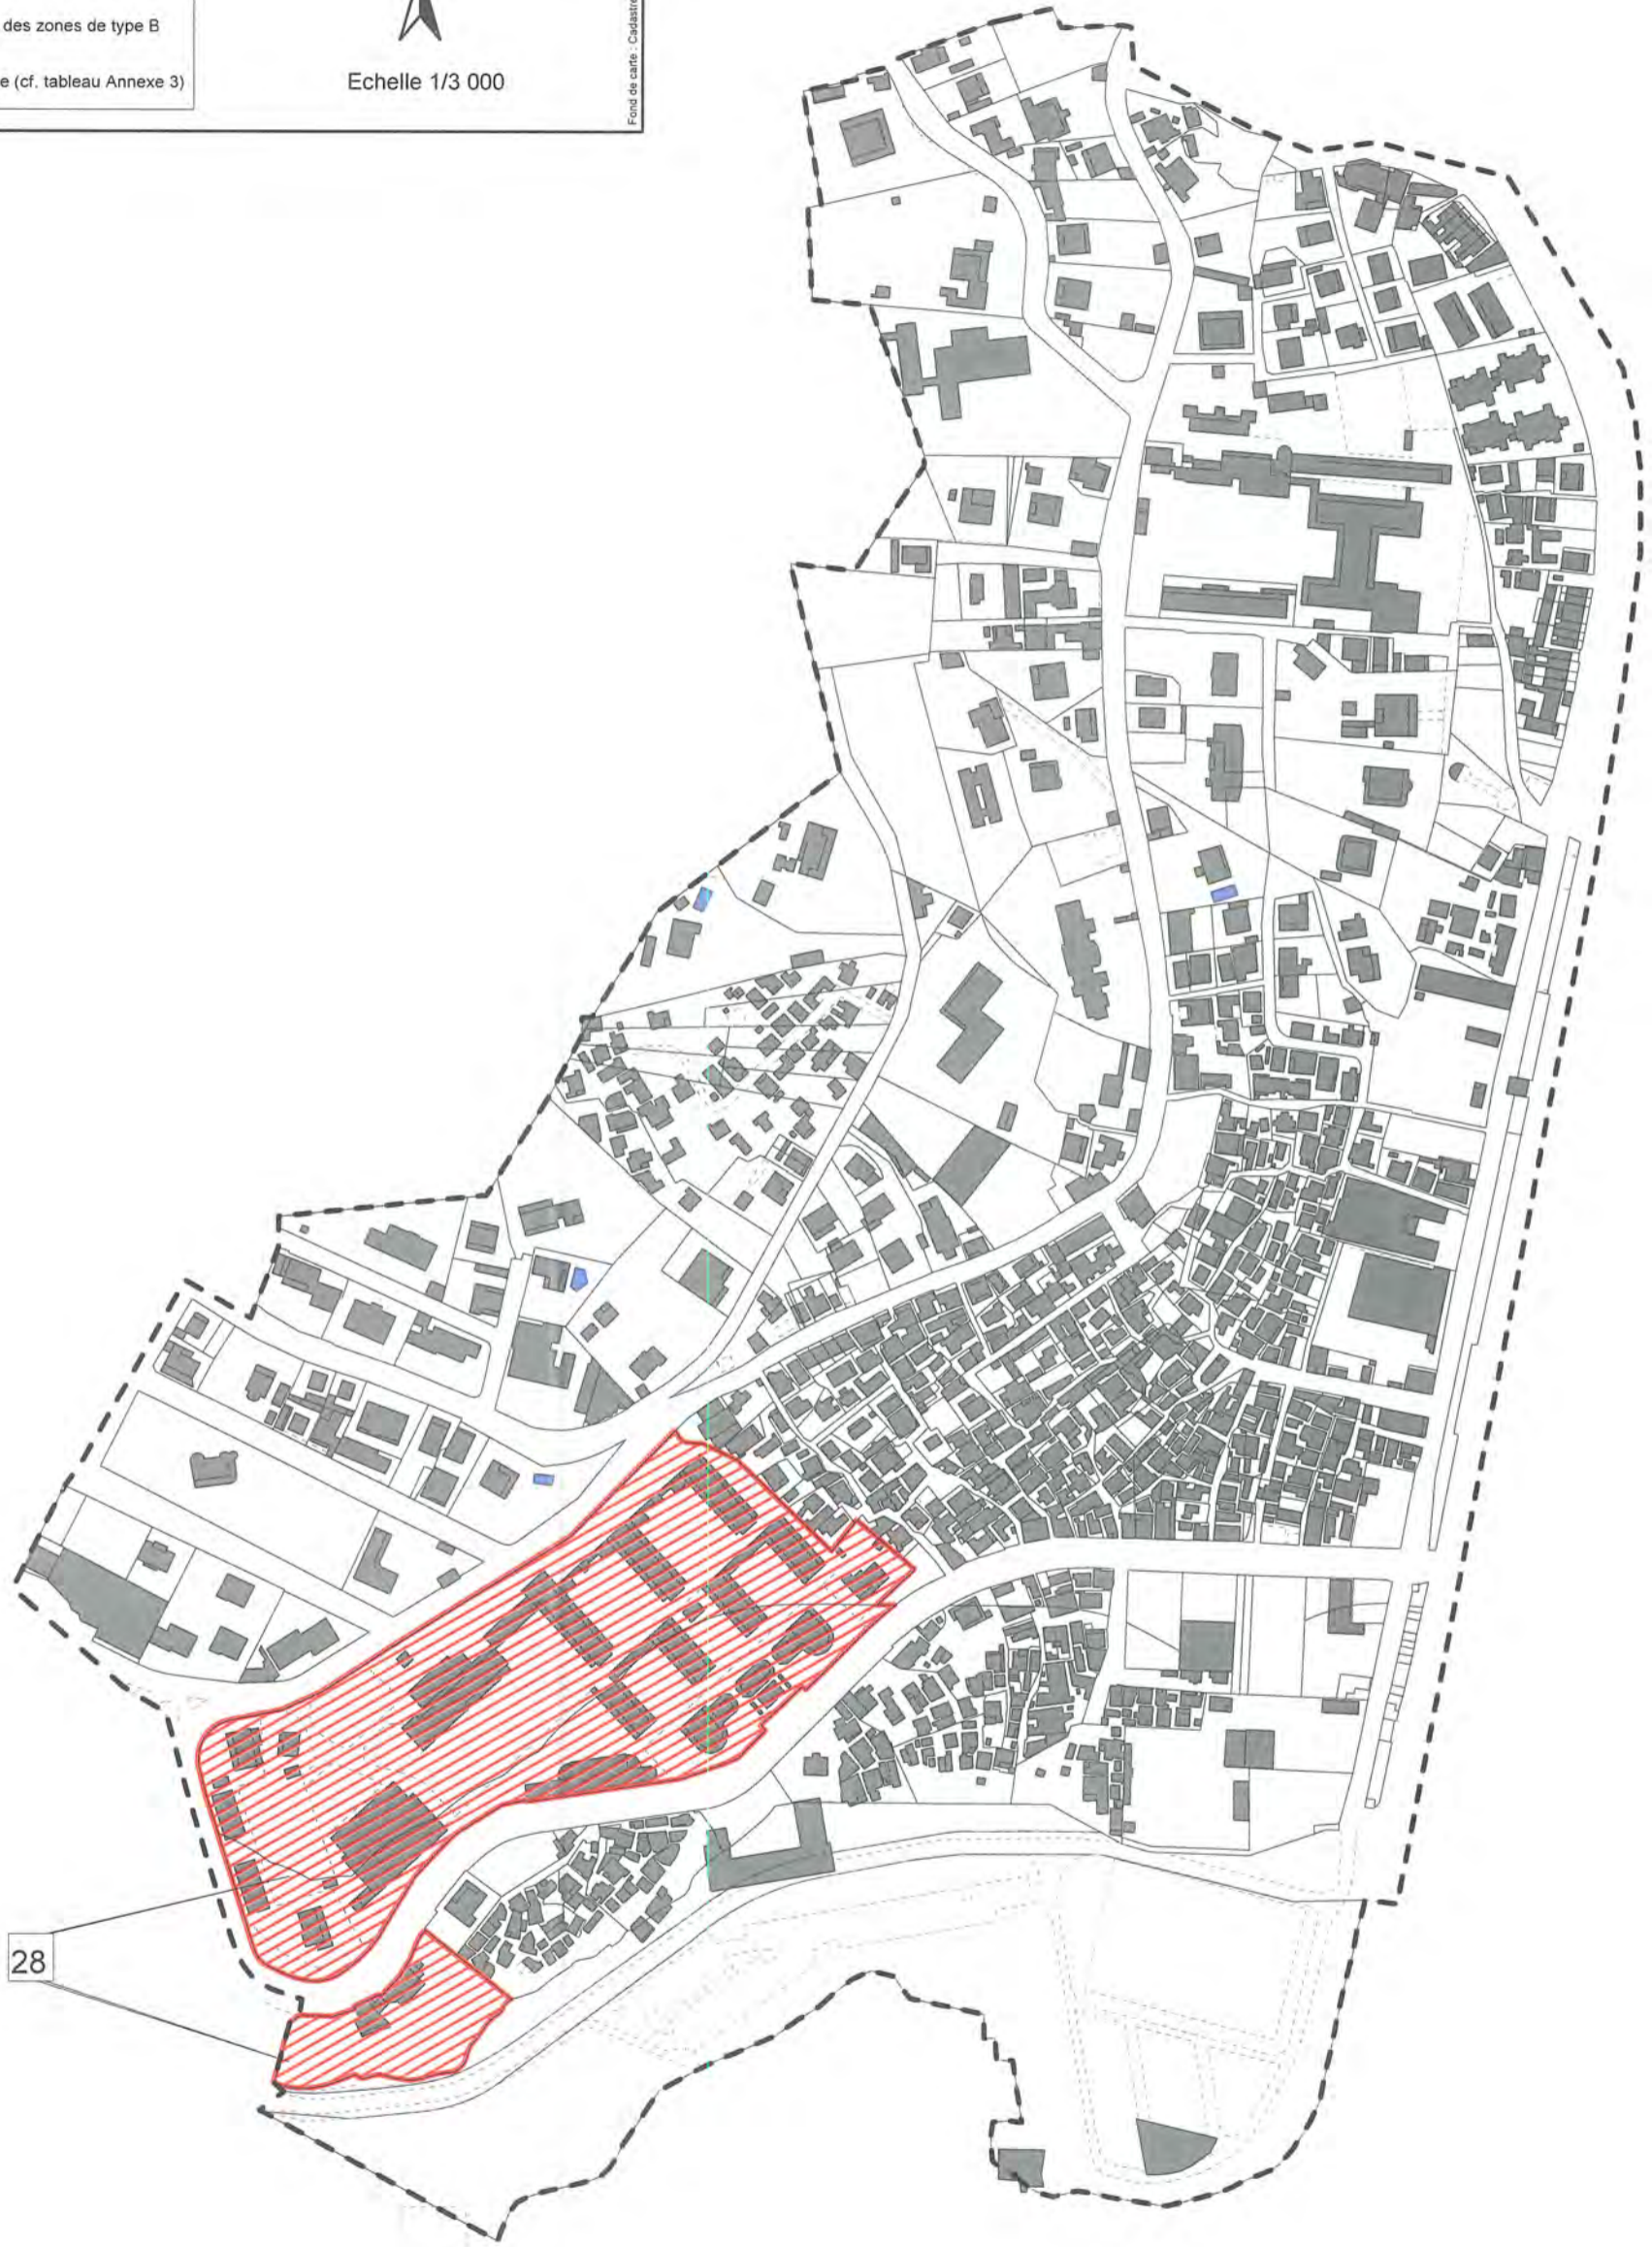 des zones de type B
e (cf. tableau Annexe 3)
Echelle 1/3 000
Fond de carte : Cadastre
28